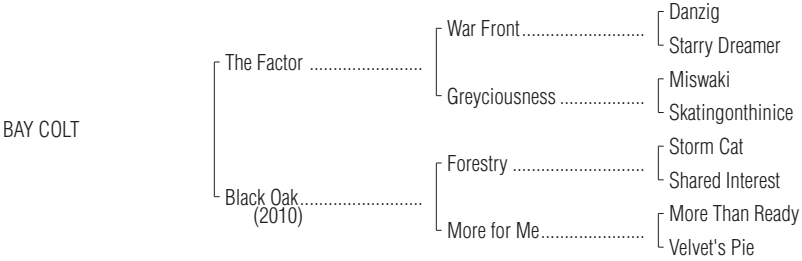 Danzig
War Front........................
Starry Dreamer
The Factor ......................
Miswaki
Greyciousness .................
Skatingonthinice
BAY COLT
Storm Cat
Forestry ..........................
Shared Interest
Black Oak........................
(2010)
More Than Ready
More for Me.....................
Velvet's Pie